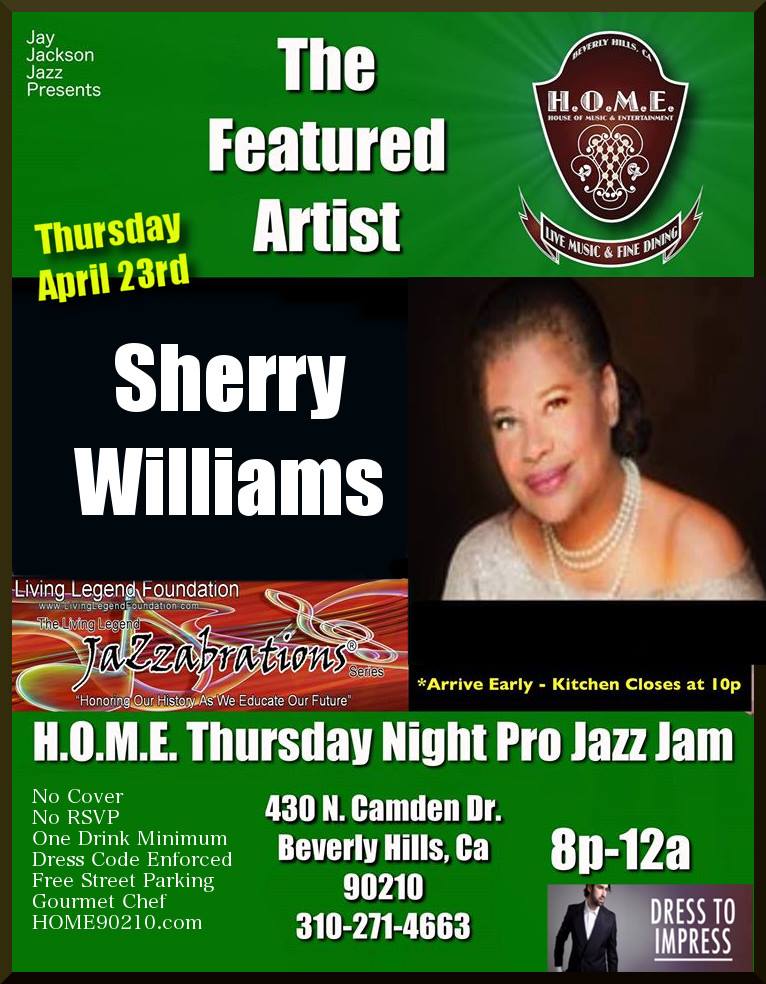 Jay
Jackson
Jazz
Presents
The
Featured
Artist
BEVERLY HILLS, CA
H.O.M.E.
HOUSE OF MUSIC & ENTERTAINMENT
LIVE MUSIC & FINE DINING
Thursday
April 23rd
Sherry
Williams
Living Legend Foundation
www.LivingLegendFoundation.com
The Living Legend
JaZzabrations®
Series
"Honoring Our History As We Educate Our Future"
*Arrive Early - Kitchen Closes at 10p
H.O.M.E. Thursday Night Pro Jazz Jam
No Cover
No RSVP
One Drink Minimum
Dress Code Enforced
Free Street Parking
Gourmet Chef
HOME90210.com
430 N. Camden Dr.
Beverly Hills, Ca
90210
310-271-4663
8p-12a
DRESS TO
IMPRESS